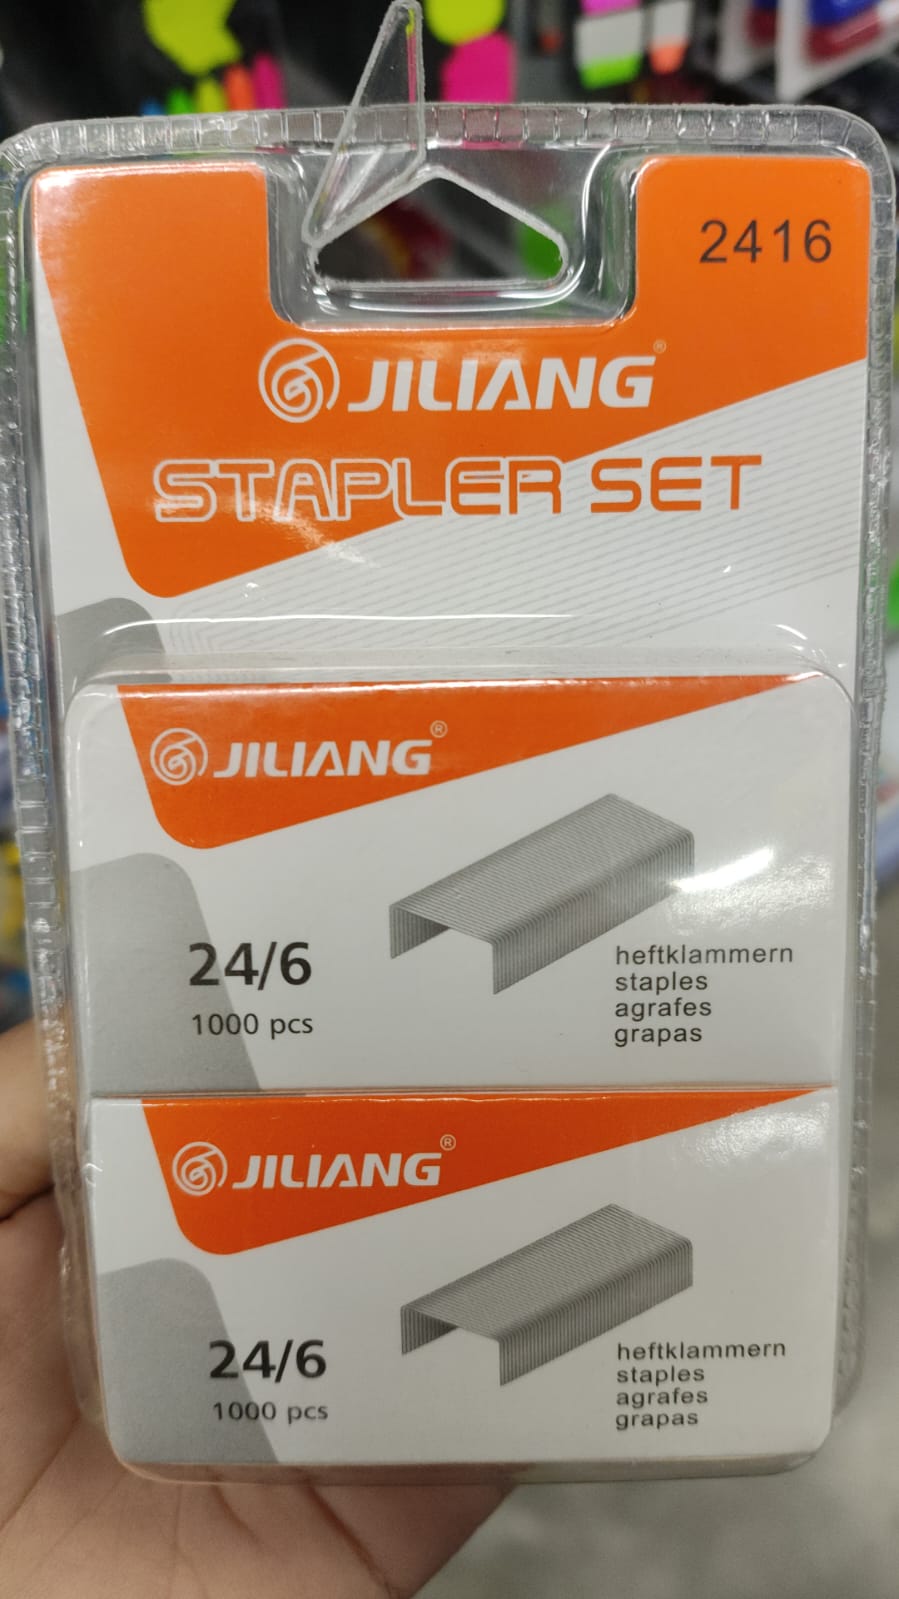 2416
JILIANG®
STAPLER SET
JILIANG®
24/6
1000 pcs
heftklammern
staples
agrafes
grapas
JILIANG®
24/6
1000 pcs
heftklammern
staples
agrafes
grapas